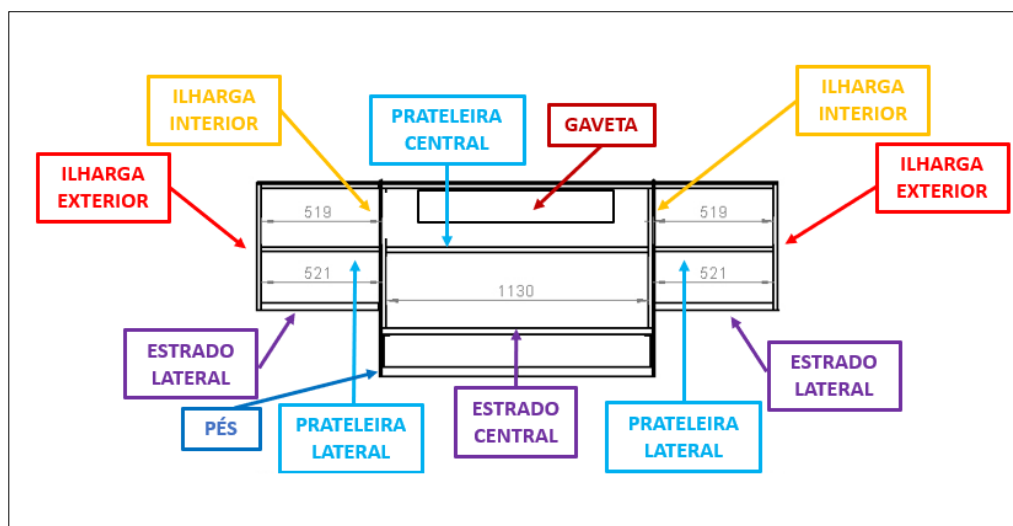 ILHARGA
INTERIOR
ILHARGA
INTERIOR
PRATELEIRA
CENTRAL
GAVETA
ILHARGA
EXTERIOR
ILHARGA
EXTERIOR
519
519
521
1130
521
ESTRADO
LATERAL
ESTRADO
LATERAL
PÉS
PRATELEIRA
LATERAL
ESTRADO
CENTRAL
PRATELEIRA
LATERAL